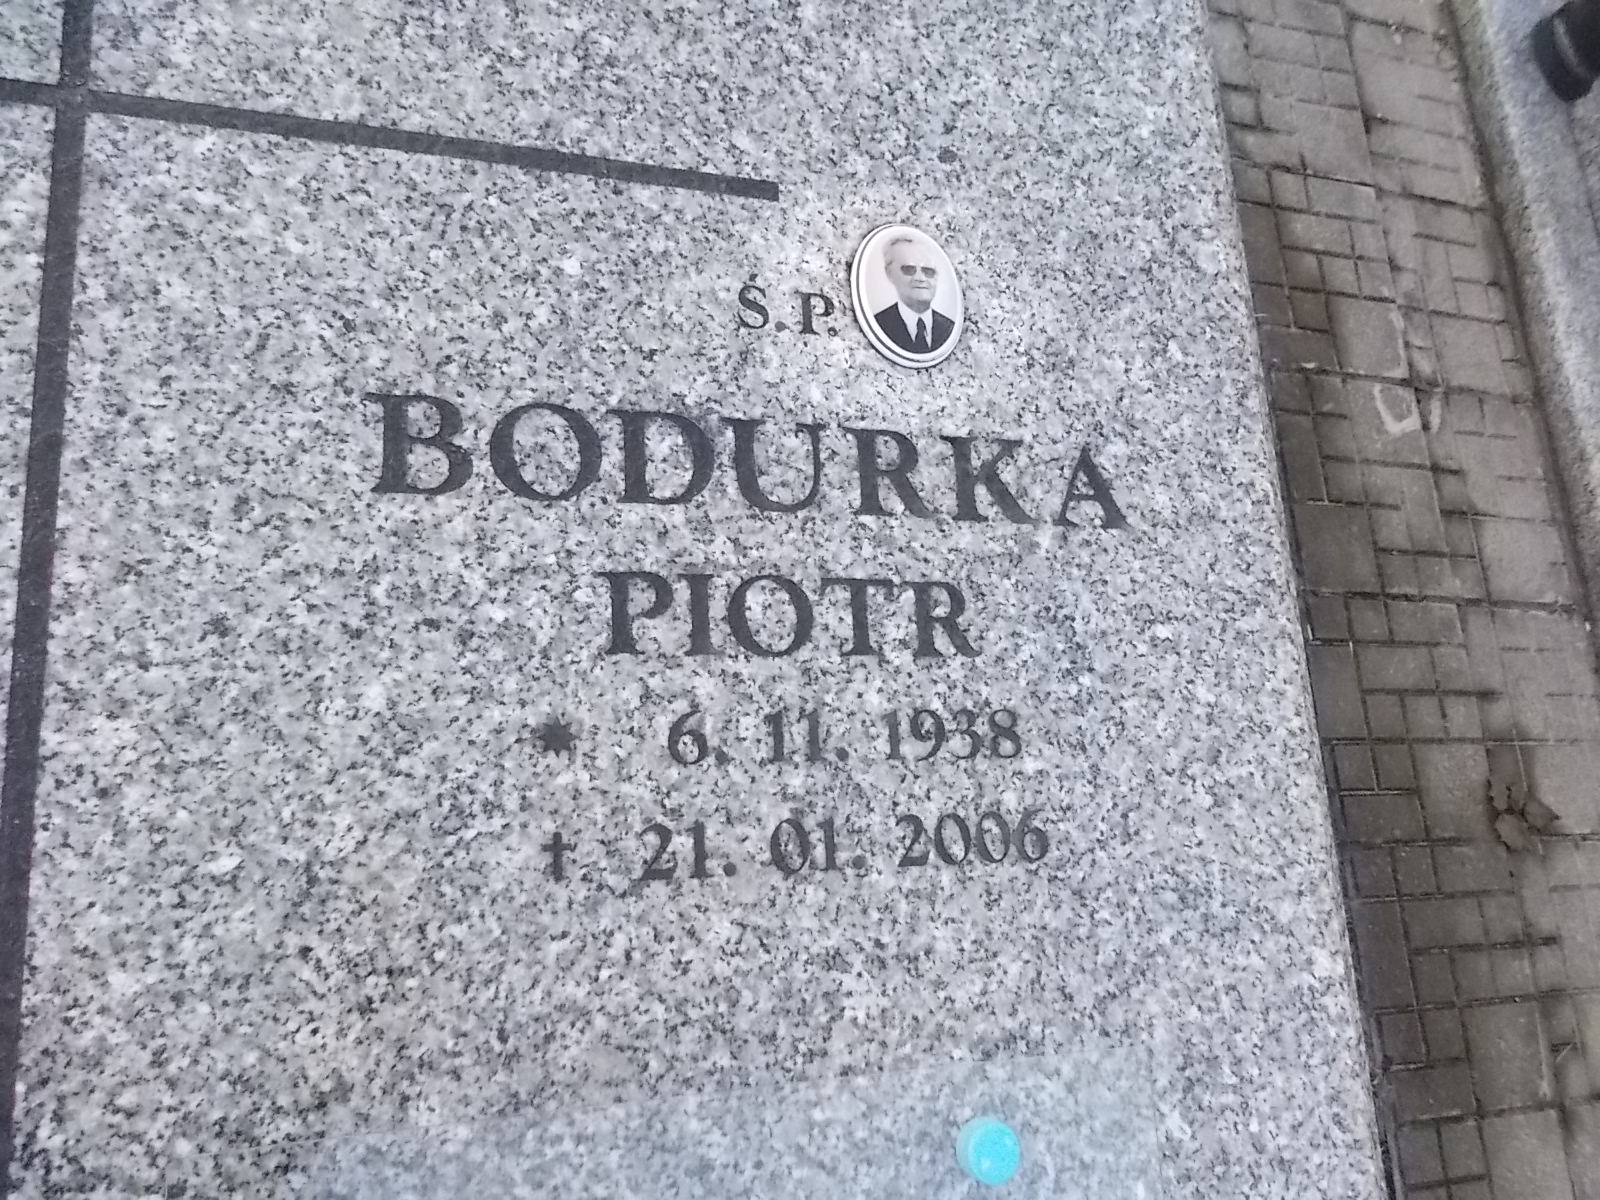 Ś.P.
BODURKA
PIOTR
* 6. 11. 1938
† 21. 01. 2006